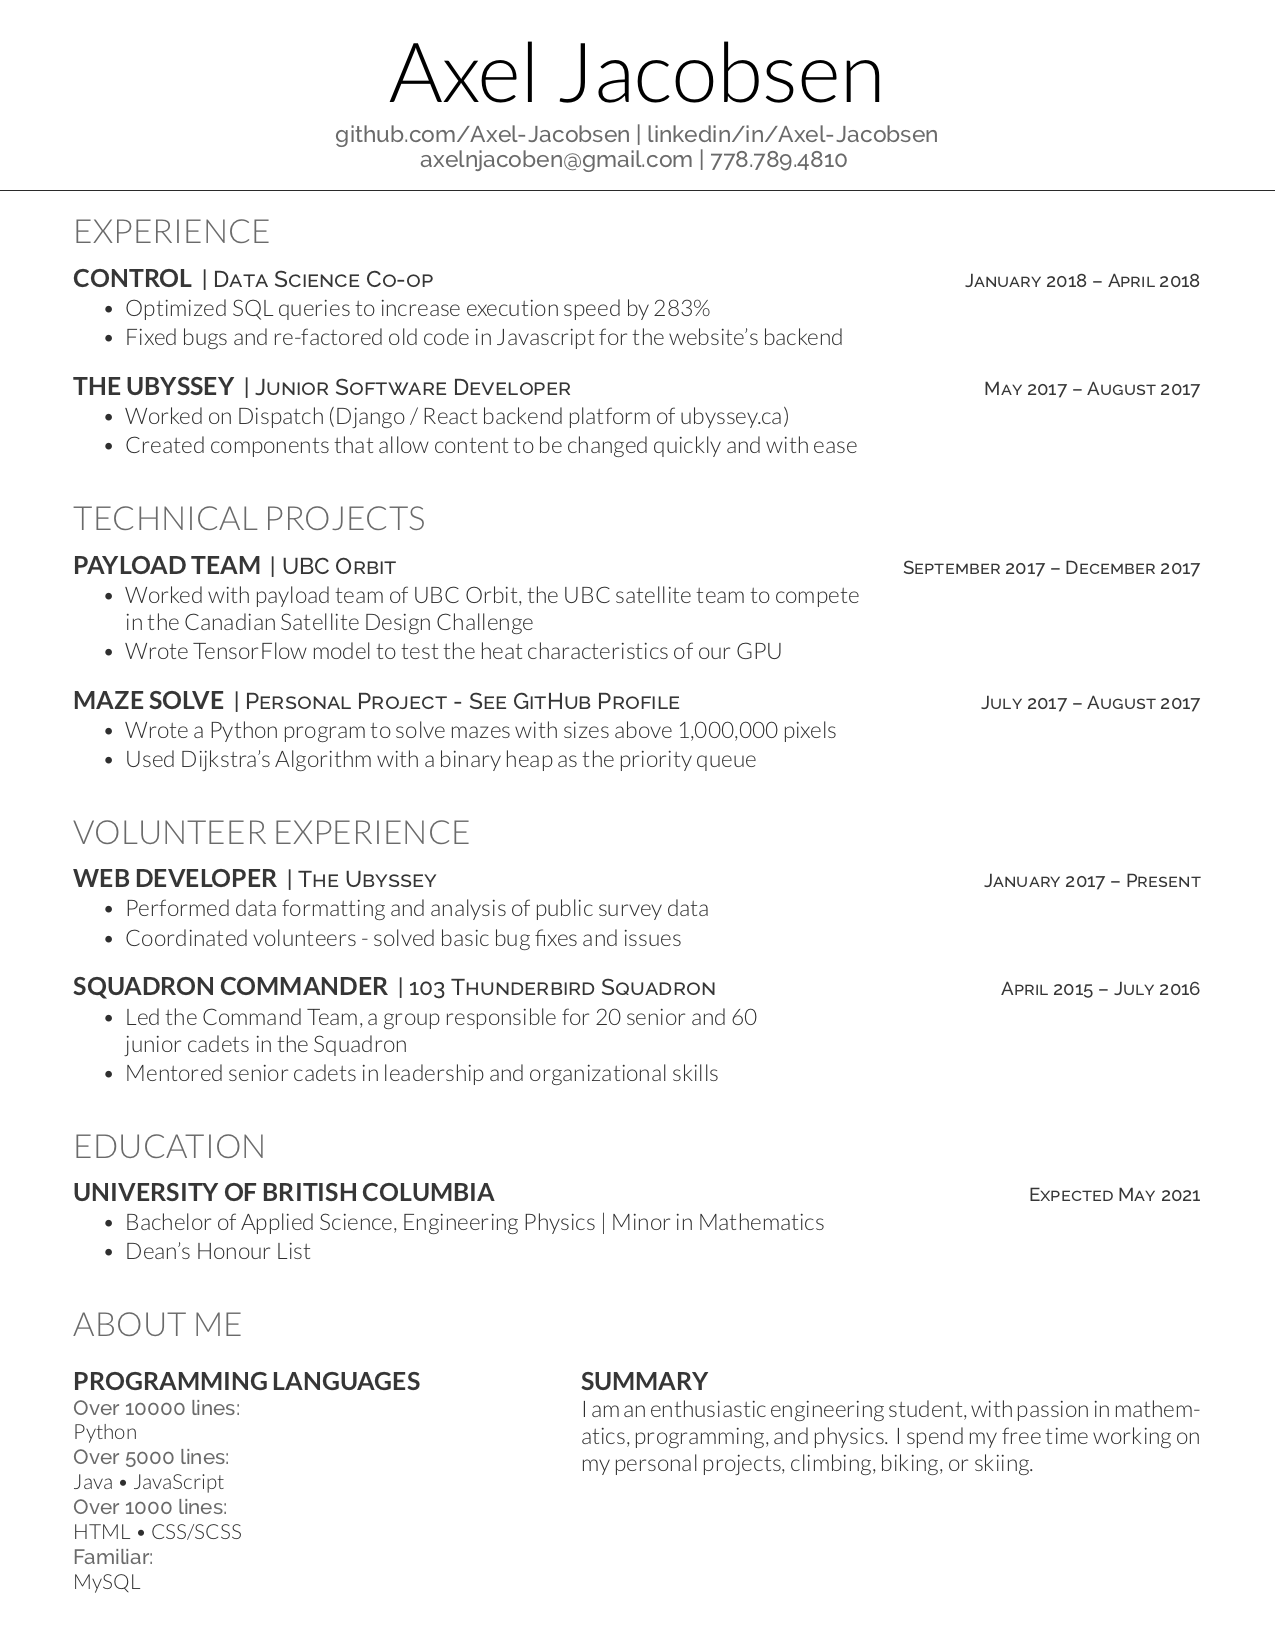 Axel Jacobsen
github.com/Axel-Jacobsen | linkedin/in/Axel-Jacobsen
axelnjacoben@gmail.com | 778.789.4810
EXPERIENCE
CONTROL | Data Science Co-op January 2018 – April 2018
• Optimized SQL queries to increase execution speed by 283%
• Fixed bugs and re-factored old code in Javascript for the website’s backend
THE UBYSSEY | Junior Software Developer May 2017 – August 2017
• Worked on Dispatch (Django / React backend platform of ubyssey.ca)
• Created components that allow content to be changed quickly and with ease
TECHNICAL PROJECTS
PAYLOAD TEAM | UBC Orbit September 2017 – December 2017
• Worked with payload team of UBC Orbit, the UBC satellite team to compete
in the Canadian Satellite Design Challenge
• Wrote TensorFlow model to test the heat characteristics of our GPU
MAZE SOLVE | Personal Project - See GitHub Profile July 2017 – August 2017
• Wrote a Python program to solve mazes with sizes above 1,000,000 pixels
• Used Dijkstra’s Algorithm with a binary heap as the priority queue
VOLUNTEER EXPERIENCE
WEB DEVELOPER | The Ubyssey January 2017 – Present
• Performed data formatting and analysis of public survey data
• Coordinated volunteers - solved basic bug fixes and issues
SQUADRON COMMANDER | 103 Thunderbird Squadron April 2015 – July 2016
• Led the Command Team, a group responsible for 20 senior and 60
junior cadets in the Squadron
• Mentored senior cadets in leadership and organizational skills
EDUCATION
UNIVERSITY OF BRITISH COLUMBIA Expected May 2021
• Bachelor of Applied Science, Engineering Physics | Minor in Mathematics
• Dean’s Honour List
ABOUT ME
PROGRAMMING LANGUAGES
Over 10000 lines:
Python
Over 5000 lines:
Java • JavaScript
Over 1000 lines:
HTML • CSS/SCSS
Familiar:
MySQL
SUMMARY
I am an enthusiastic engineering student, with passion in mathem-
atics, programming, and physics. I spend my free time working on
my personal projects, climbing, biking, or skiing.